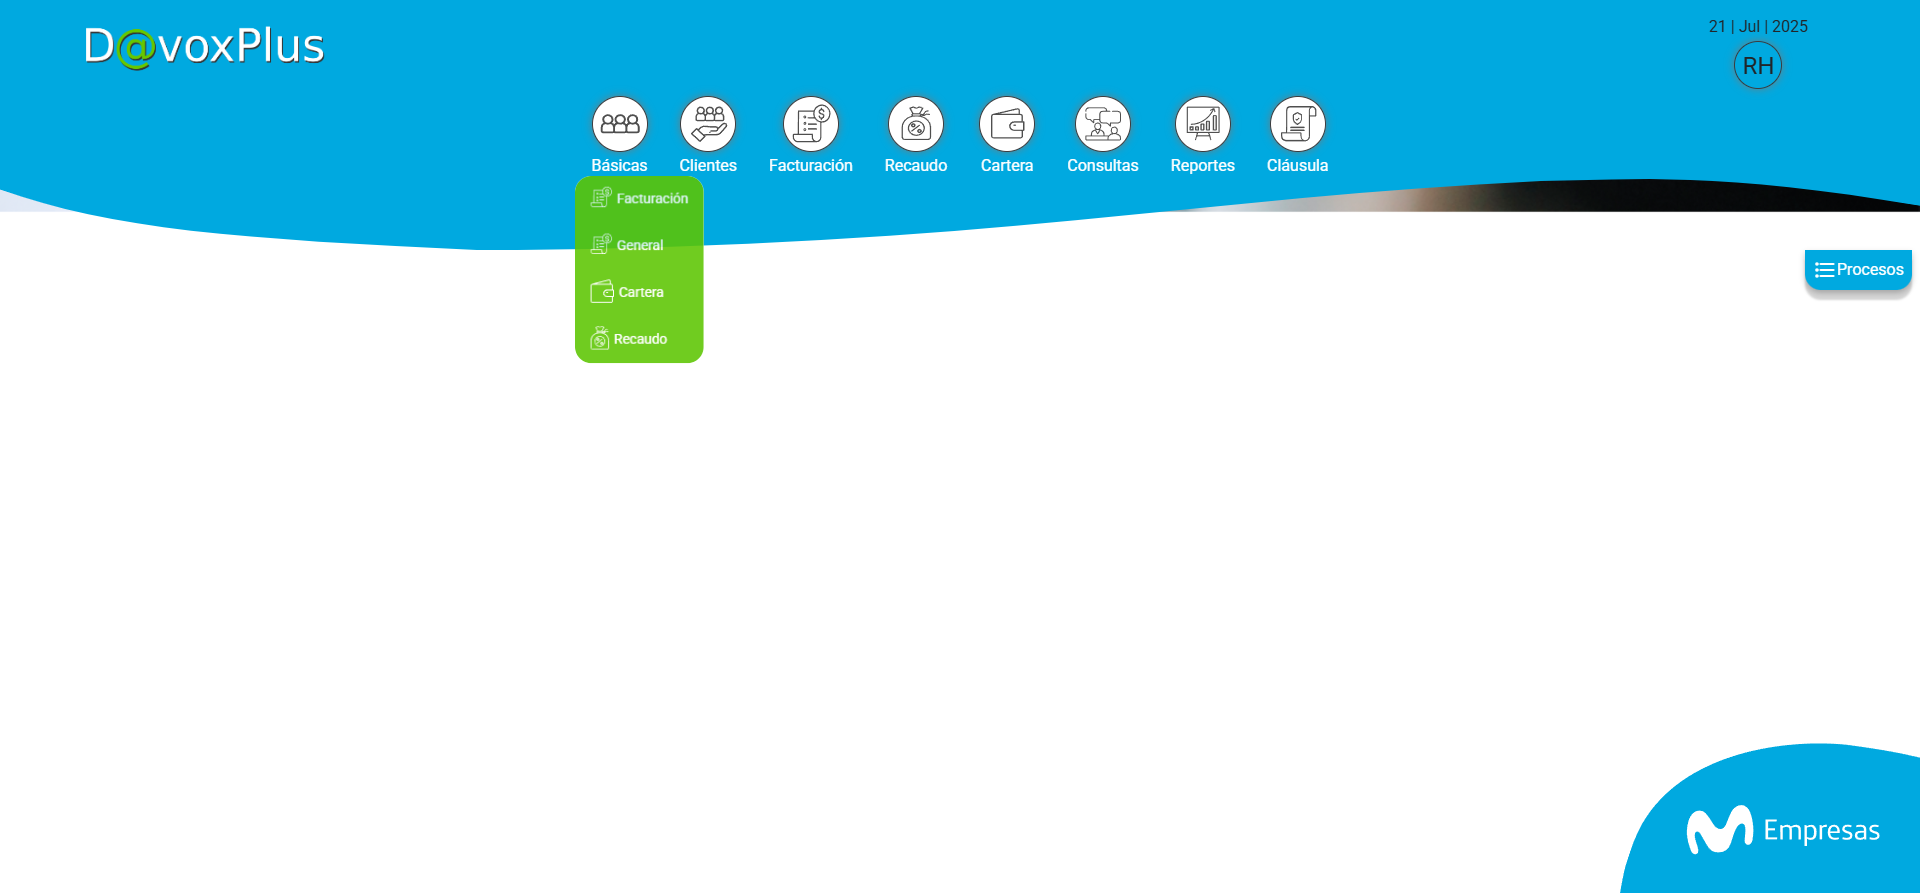 D@voxPlus
21 | Jul | 2025
RH
Básicas
Clientes
Facturación
Recaudo
Cartera
Consultas
Reportes
Cláusula
Facturación
General
Cartera
Recaudo
Procesos
Empresas